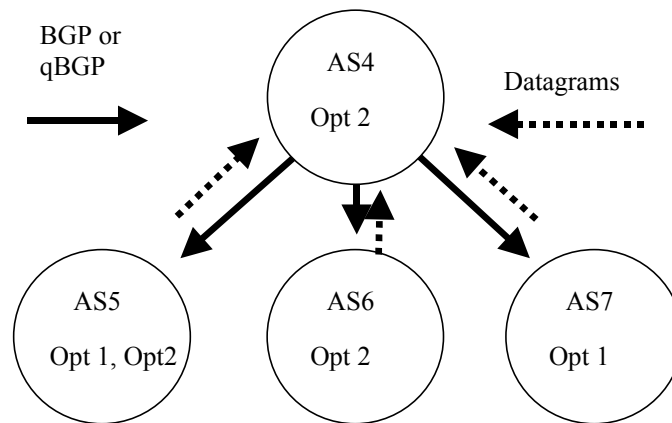 BGP or
qBGP
AS4
Opt 2
Datagrams
AS5
Opt 1, Opt2
AS6
Opt 2
AS7
Opt 1